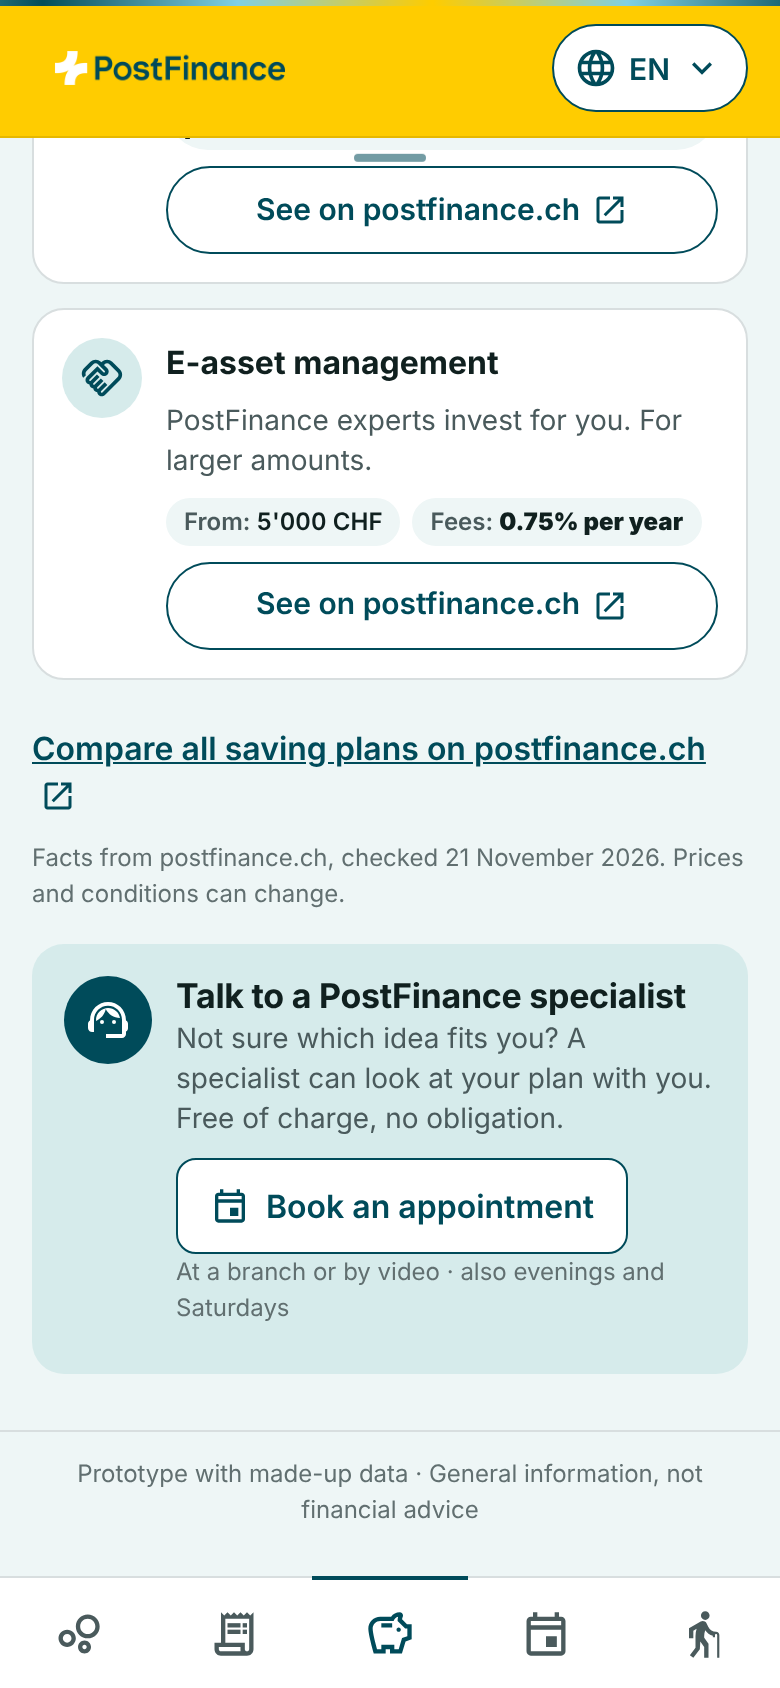 PostFinance
EN
See on postfinance.ch
E-asset management
PostFinance experts invest for you. For
larger amounts.
From: 5'000 CHF
Fees: 0.75% per year
See on postfinance.ch
Compare all saving plans on postfinance.ch
Facts from postfinance.ch, checked 21 November 2026. Prices
and conditions can change.
Talk to a PostFinance specialist
Not sure which idea fits you? A
specialist can look at your plan with you.
Free of charge, no obligation.
Book an appointment
At a branch or by video · also evenings and
Saturdays
Prototype with made-up data · General information, not
financial advice